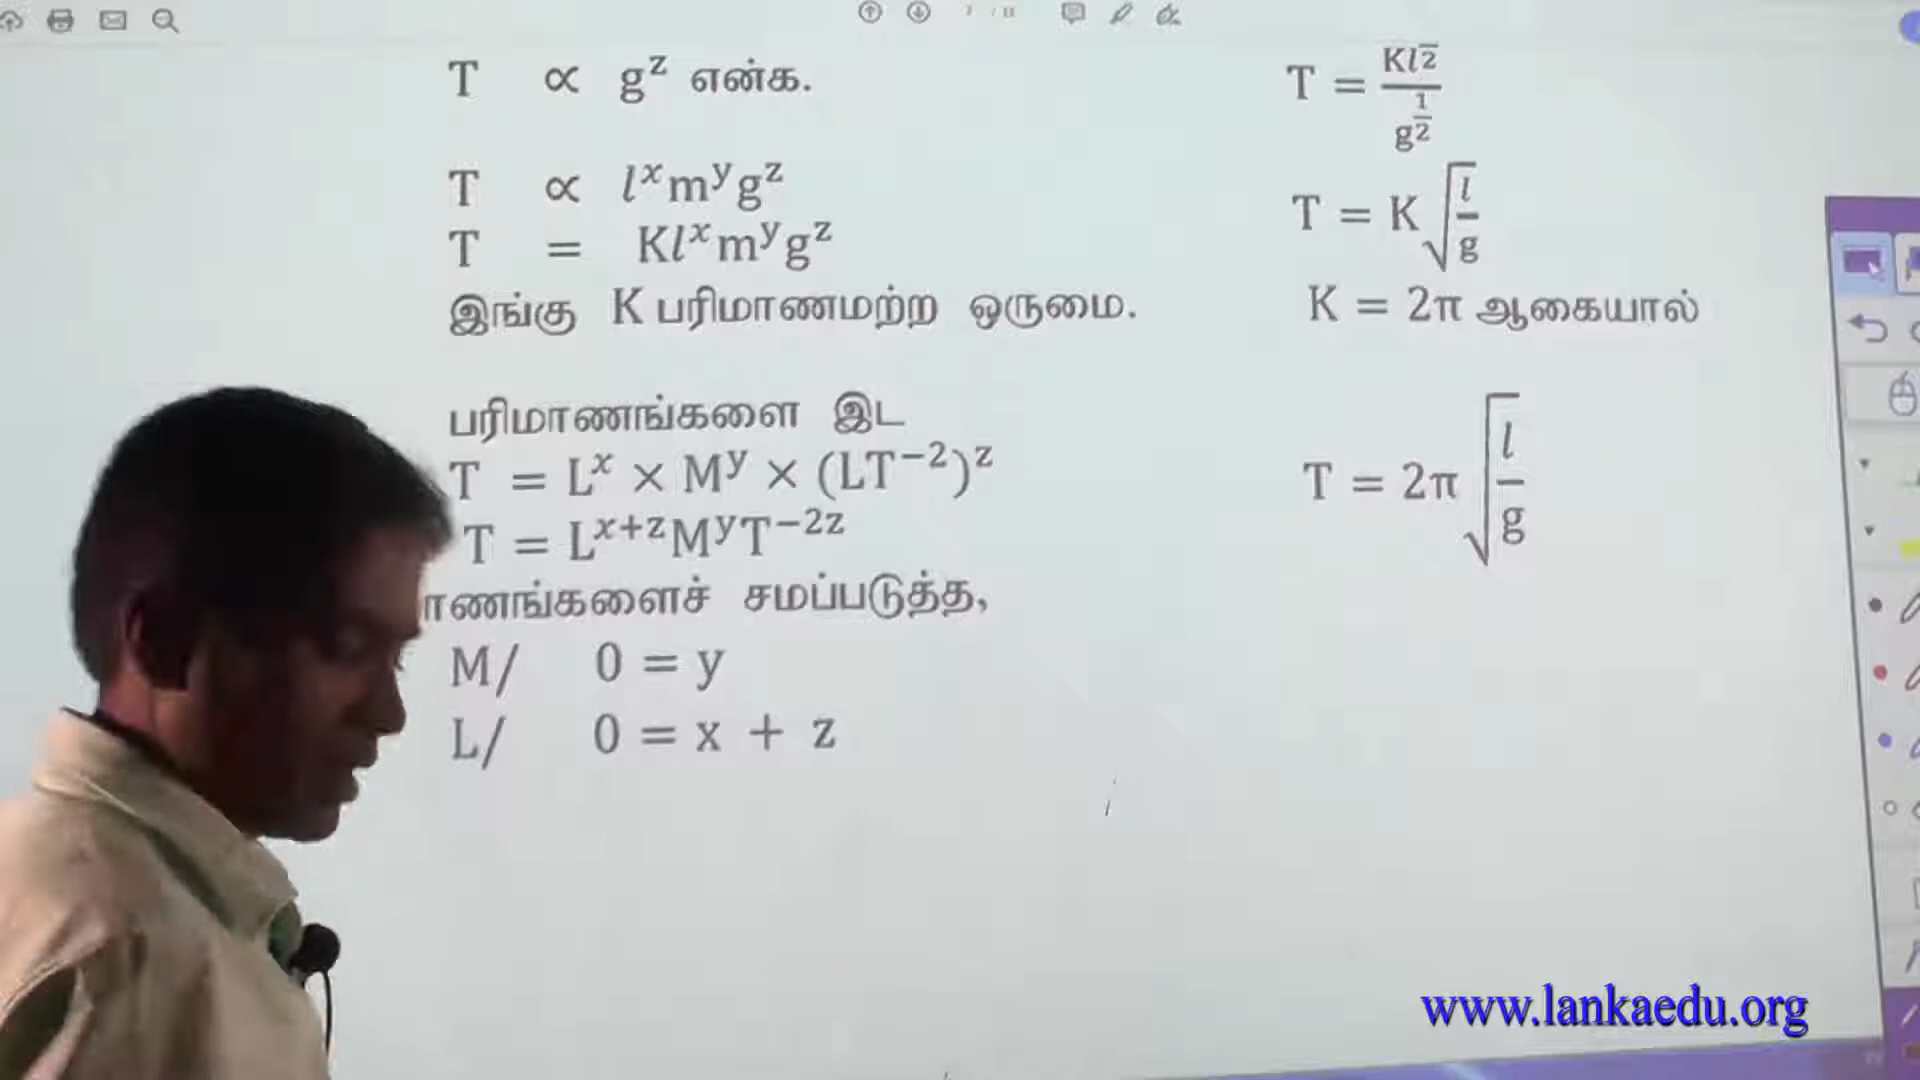 T ∝ g^z என்க.
T ∝ l^x m^y g^z
T = Kl^x m^y g^z
இங்கு K பரிமாணமற்ற ஒருமை.
பரிமாணங்களை இட
T = L^x × M^y × (LT^−2)^z
T = L^(x+z) M^y T^(−2z)
ாணங்களைச் சமப்படுத்த,
M/ 0 = y
L/ 0 = x + z
T = Kl^(1/2) / g^(1/2)
T = K √(l/g)
K = 2π ஆகையால்
T = 2π √(l/g)
www.lankaedu.org